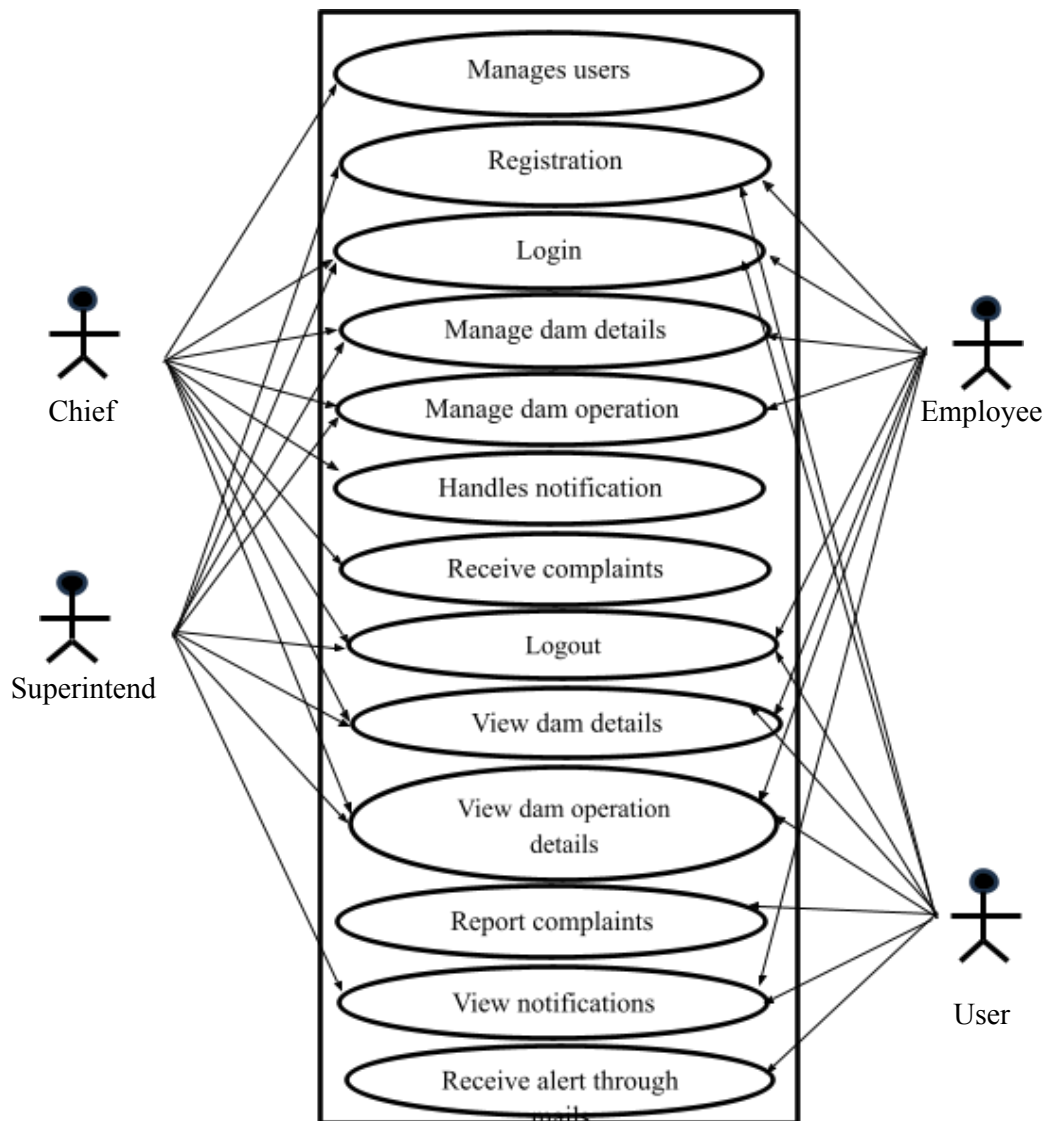 Manages users
Registration
Login
Manage dam details
Manage dam operation
Handles notification
Receive complaints
Logout
View dam details
View dam operation
details
Report complaints
View notifications
Receive alert through
mails
Chief
Superintend
Employee
User